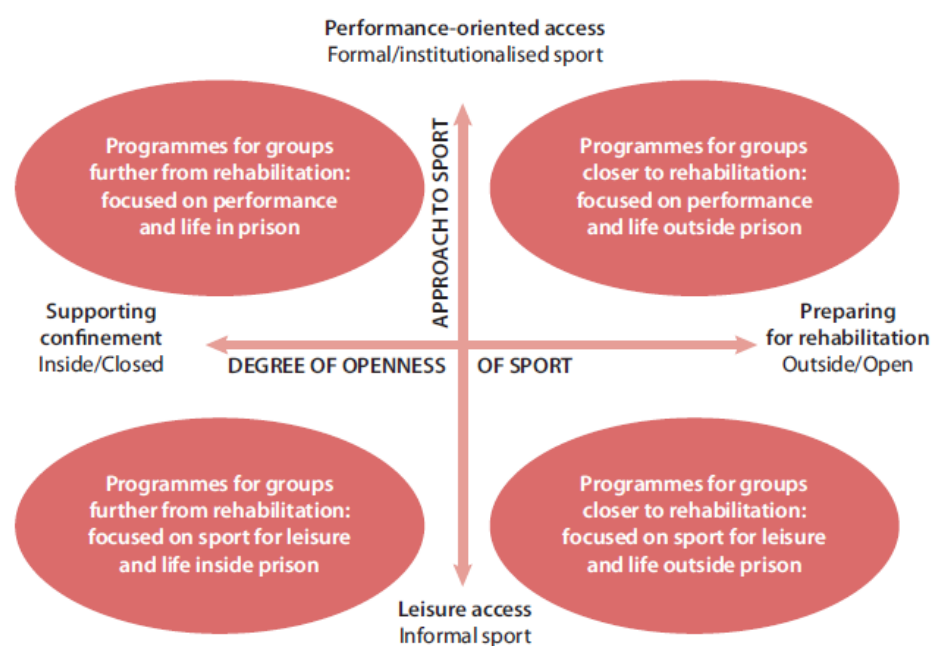 Performance-oriented access
Formal/institutionalised sport
Programmes for groups
further from rehabilitation:
focused on performance
and life in prison
APPROACH TO SPORT
Programmes for groups
closer to rehabilitation:
focused on performance
and life outside prison
Supporting
confinement
Inside/Closed
DEGREE OF OPENNESS OF SPORT
Preparing
for rehabilitation
Outside/Open
Programmes for groups
further from rehabilitation:
focused on sport for leisure
and life inside prison
Programmes for groups
closer to rehabilitation:
focused on sport for leisure
and life outside prison
Leisure access
Informal sport